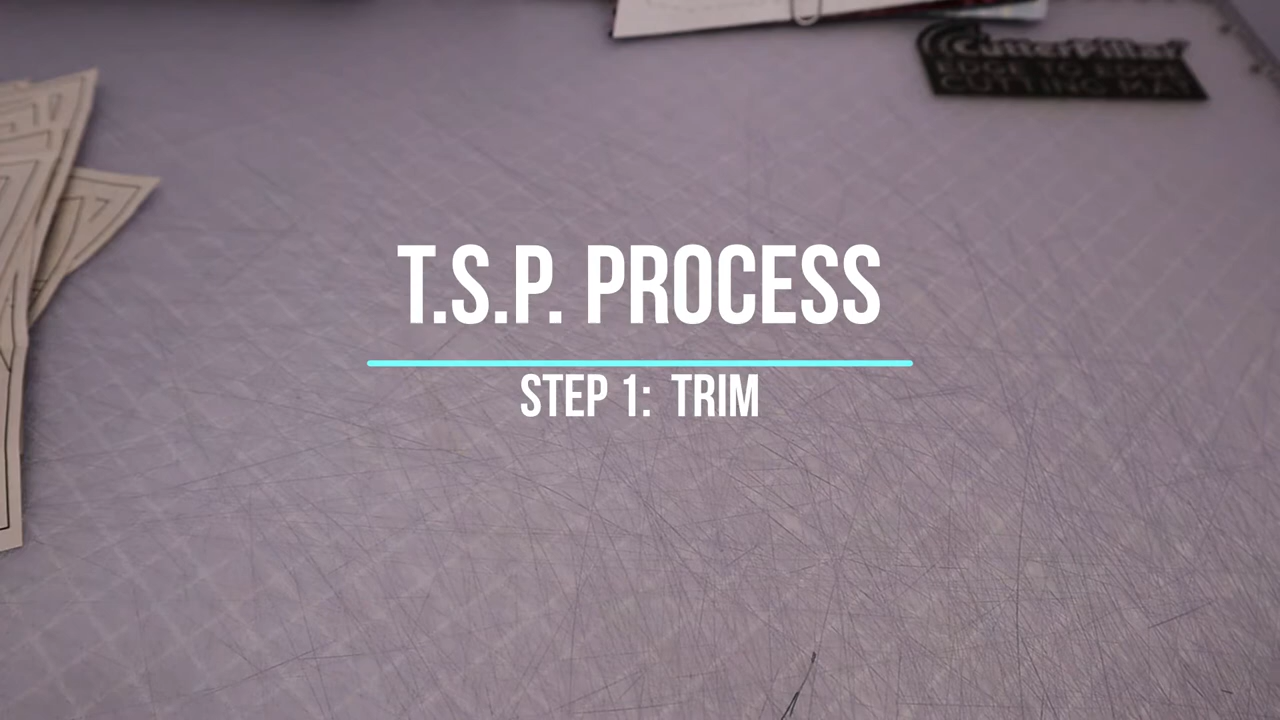 CutterPillar
EDGE TO EDGE
CUTTING MAT
T.S.P. PROCESS
STEP 1: TRIM